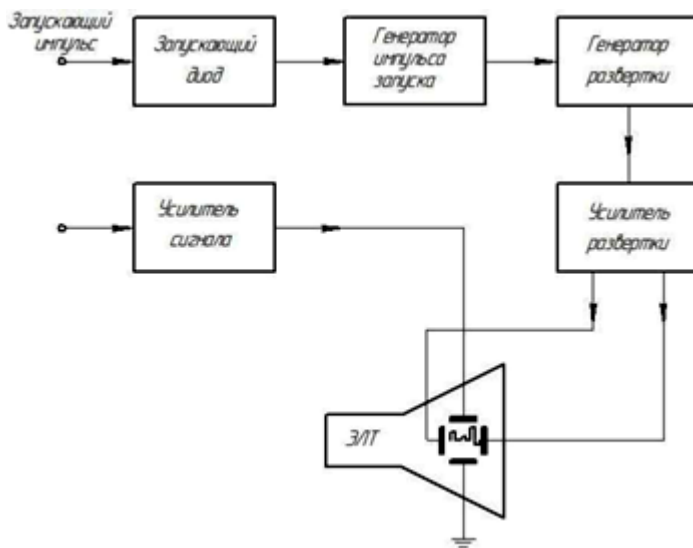 Запускающий
импульс
Запускающий
диод
Генератор
импульса
запуска
Генератор
развертки
Усилитель
сигнала
Усилитель
развертки
ЭЛТ